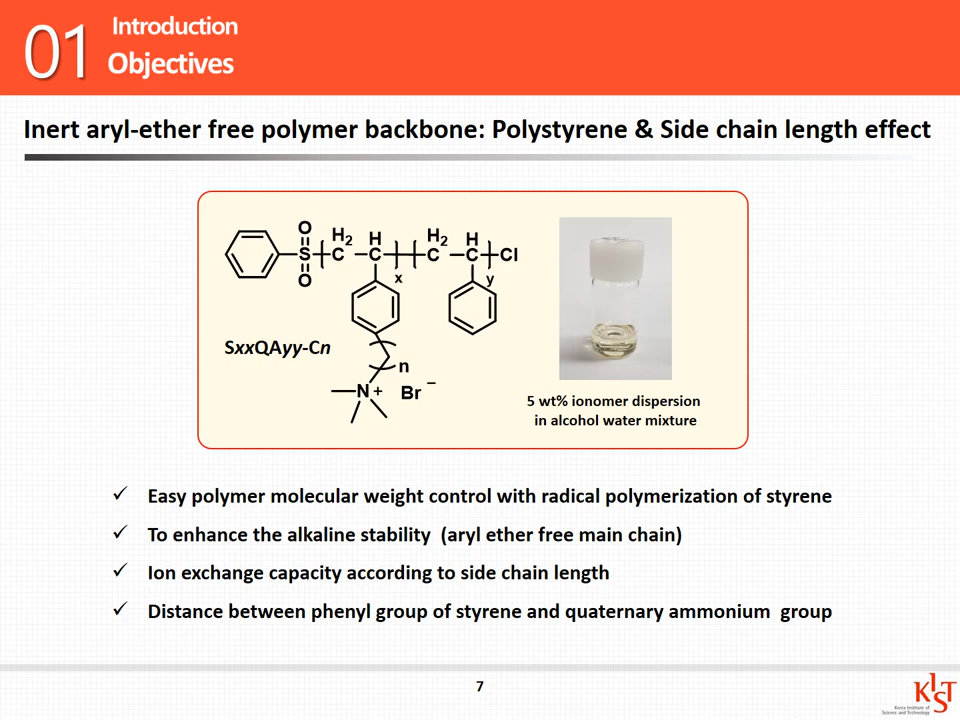 01
Introduction
Objectives
Inert aryl-ether free polymer backbone: Polystyrene & Side chain length effect
O
H2 H H2 H
S C C C C Cl
O
x y
SxxQAyy-Cn
n
N+ Br −
5 wt% ionomer dispersion
in alcohol water mixture
✓ Easy polymer molecular weight control with radical polymerization of styrene
✓ To enhance the alkaline stability (aryl ether free main chain)
✓ Ion exchange capacity according to side chain length
✓ Distance between phenyl group of styrene and quaternary ammonium group
7
KIST
Korea Institute of
Science and Technology